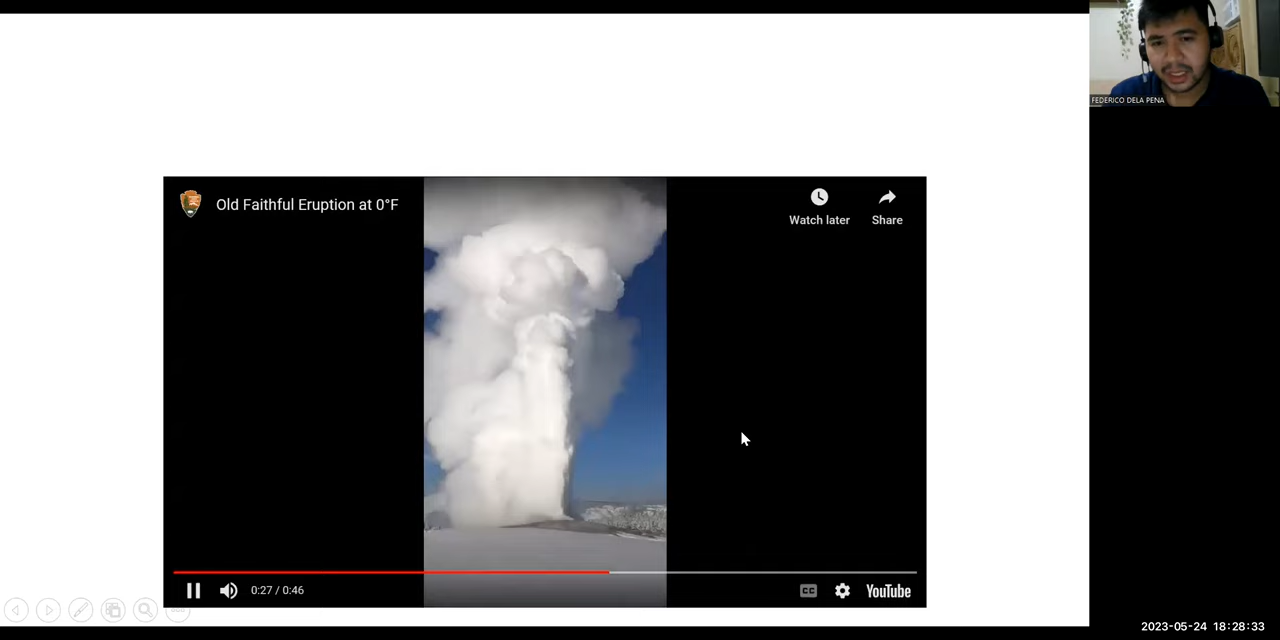 FEDERICO DELA PENA
Old Faithful Eruption at 0°F
Watch later
Share
0:27 / 0:46
CC
YouTube
2023-05-24 18:28:33